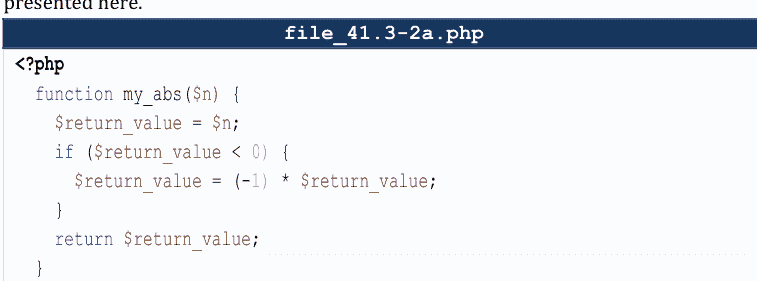 presented here.
file_41.3-2a.php
<?php
function my_abs($n) {
$return_value = $n;
if ($return_value < 0) {
$return_value = (-1) * $return_value;
}
return $return_value;
}